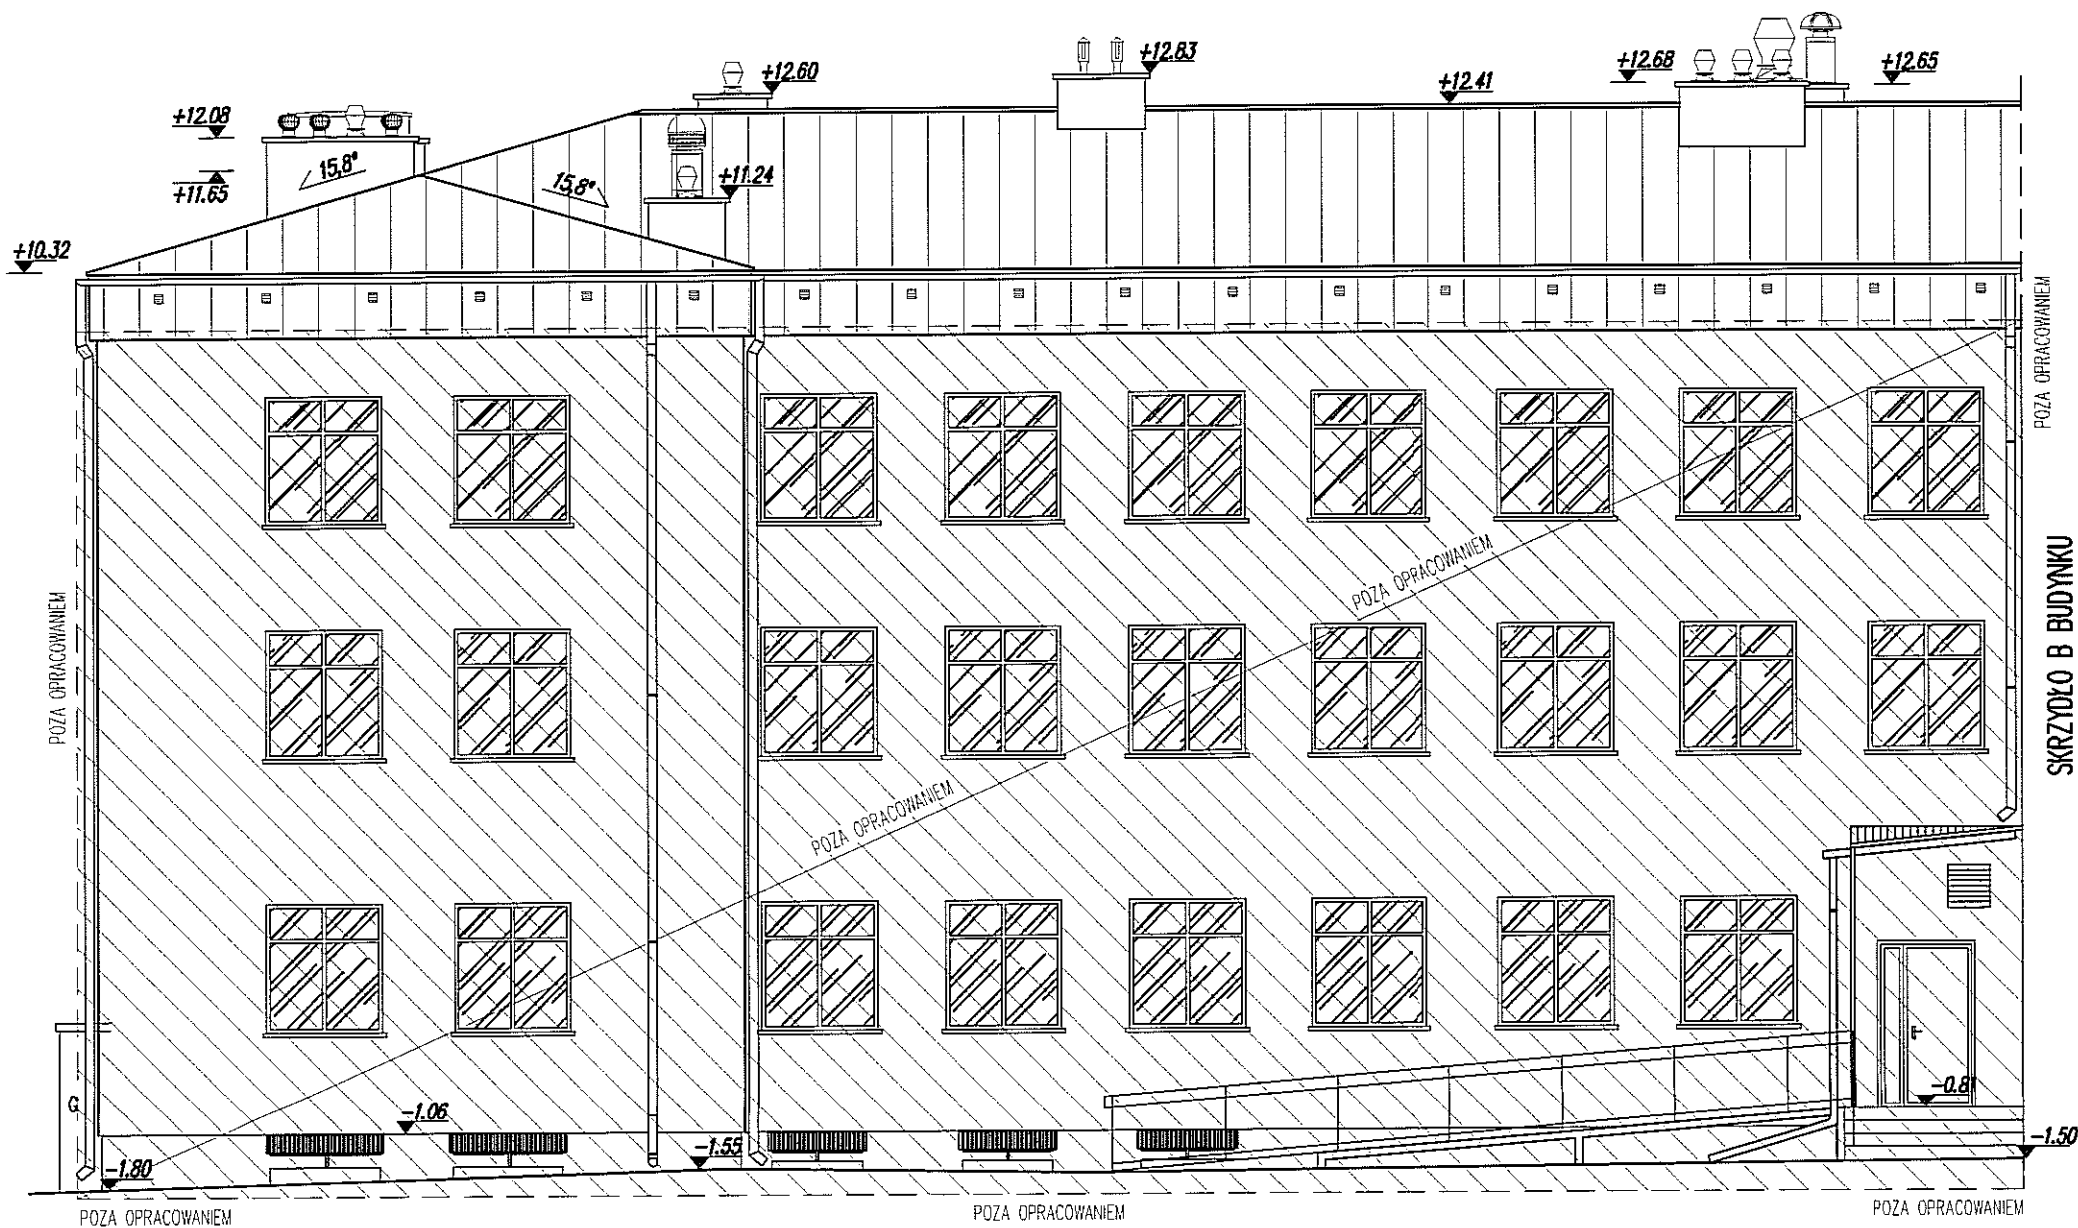 +12.83
+12.60
+12.68
+12.65
+12.41
+12.08
15,8°
15,8°
+11.65
+11.24
+10.32
POZA OPRACOWANIEM
POZA OPRACOWANIEM
POZA OPRACOWANIEM
SKRZYDŁO B BUDYNKU
POZA OPRACOWANIEM
G
-1.06
-0.81
-1.55
-1.50
-1.80
POZA OPRACOWANIEM
POZA OPRACOWANIEM
POZA OPRACOWANIEM